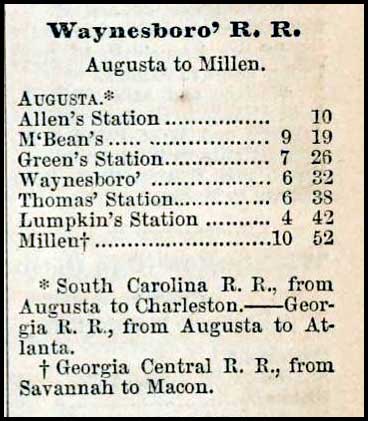 Waynesboro' R. R.
Augusta to Millen.
AUGUSTA.*
Allen's Station ................ 10
M'Bean's ..... .................. 9 19
Green's Station.................. 7 26
Waynesboro' .................... 6 32
Thomas' Station................ 6 38
Lumpkin's Station ........... 4 42
Millen† .............................10 52
* South Carolina R. R., from
Augusta to Charleston.——Geor-
gia R. R., from Augusta to At-
lanta.
† Georgia Central R. R., from
Savannah to Macon.